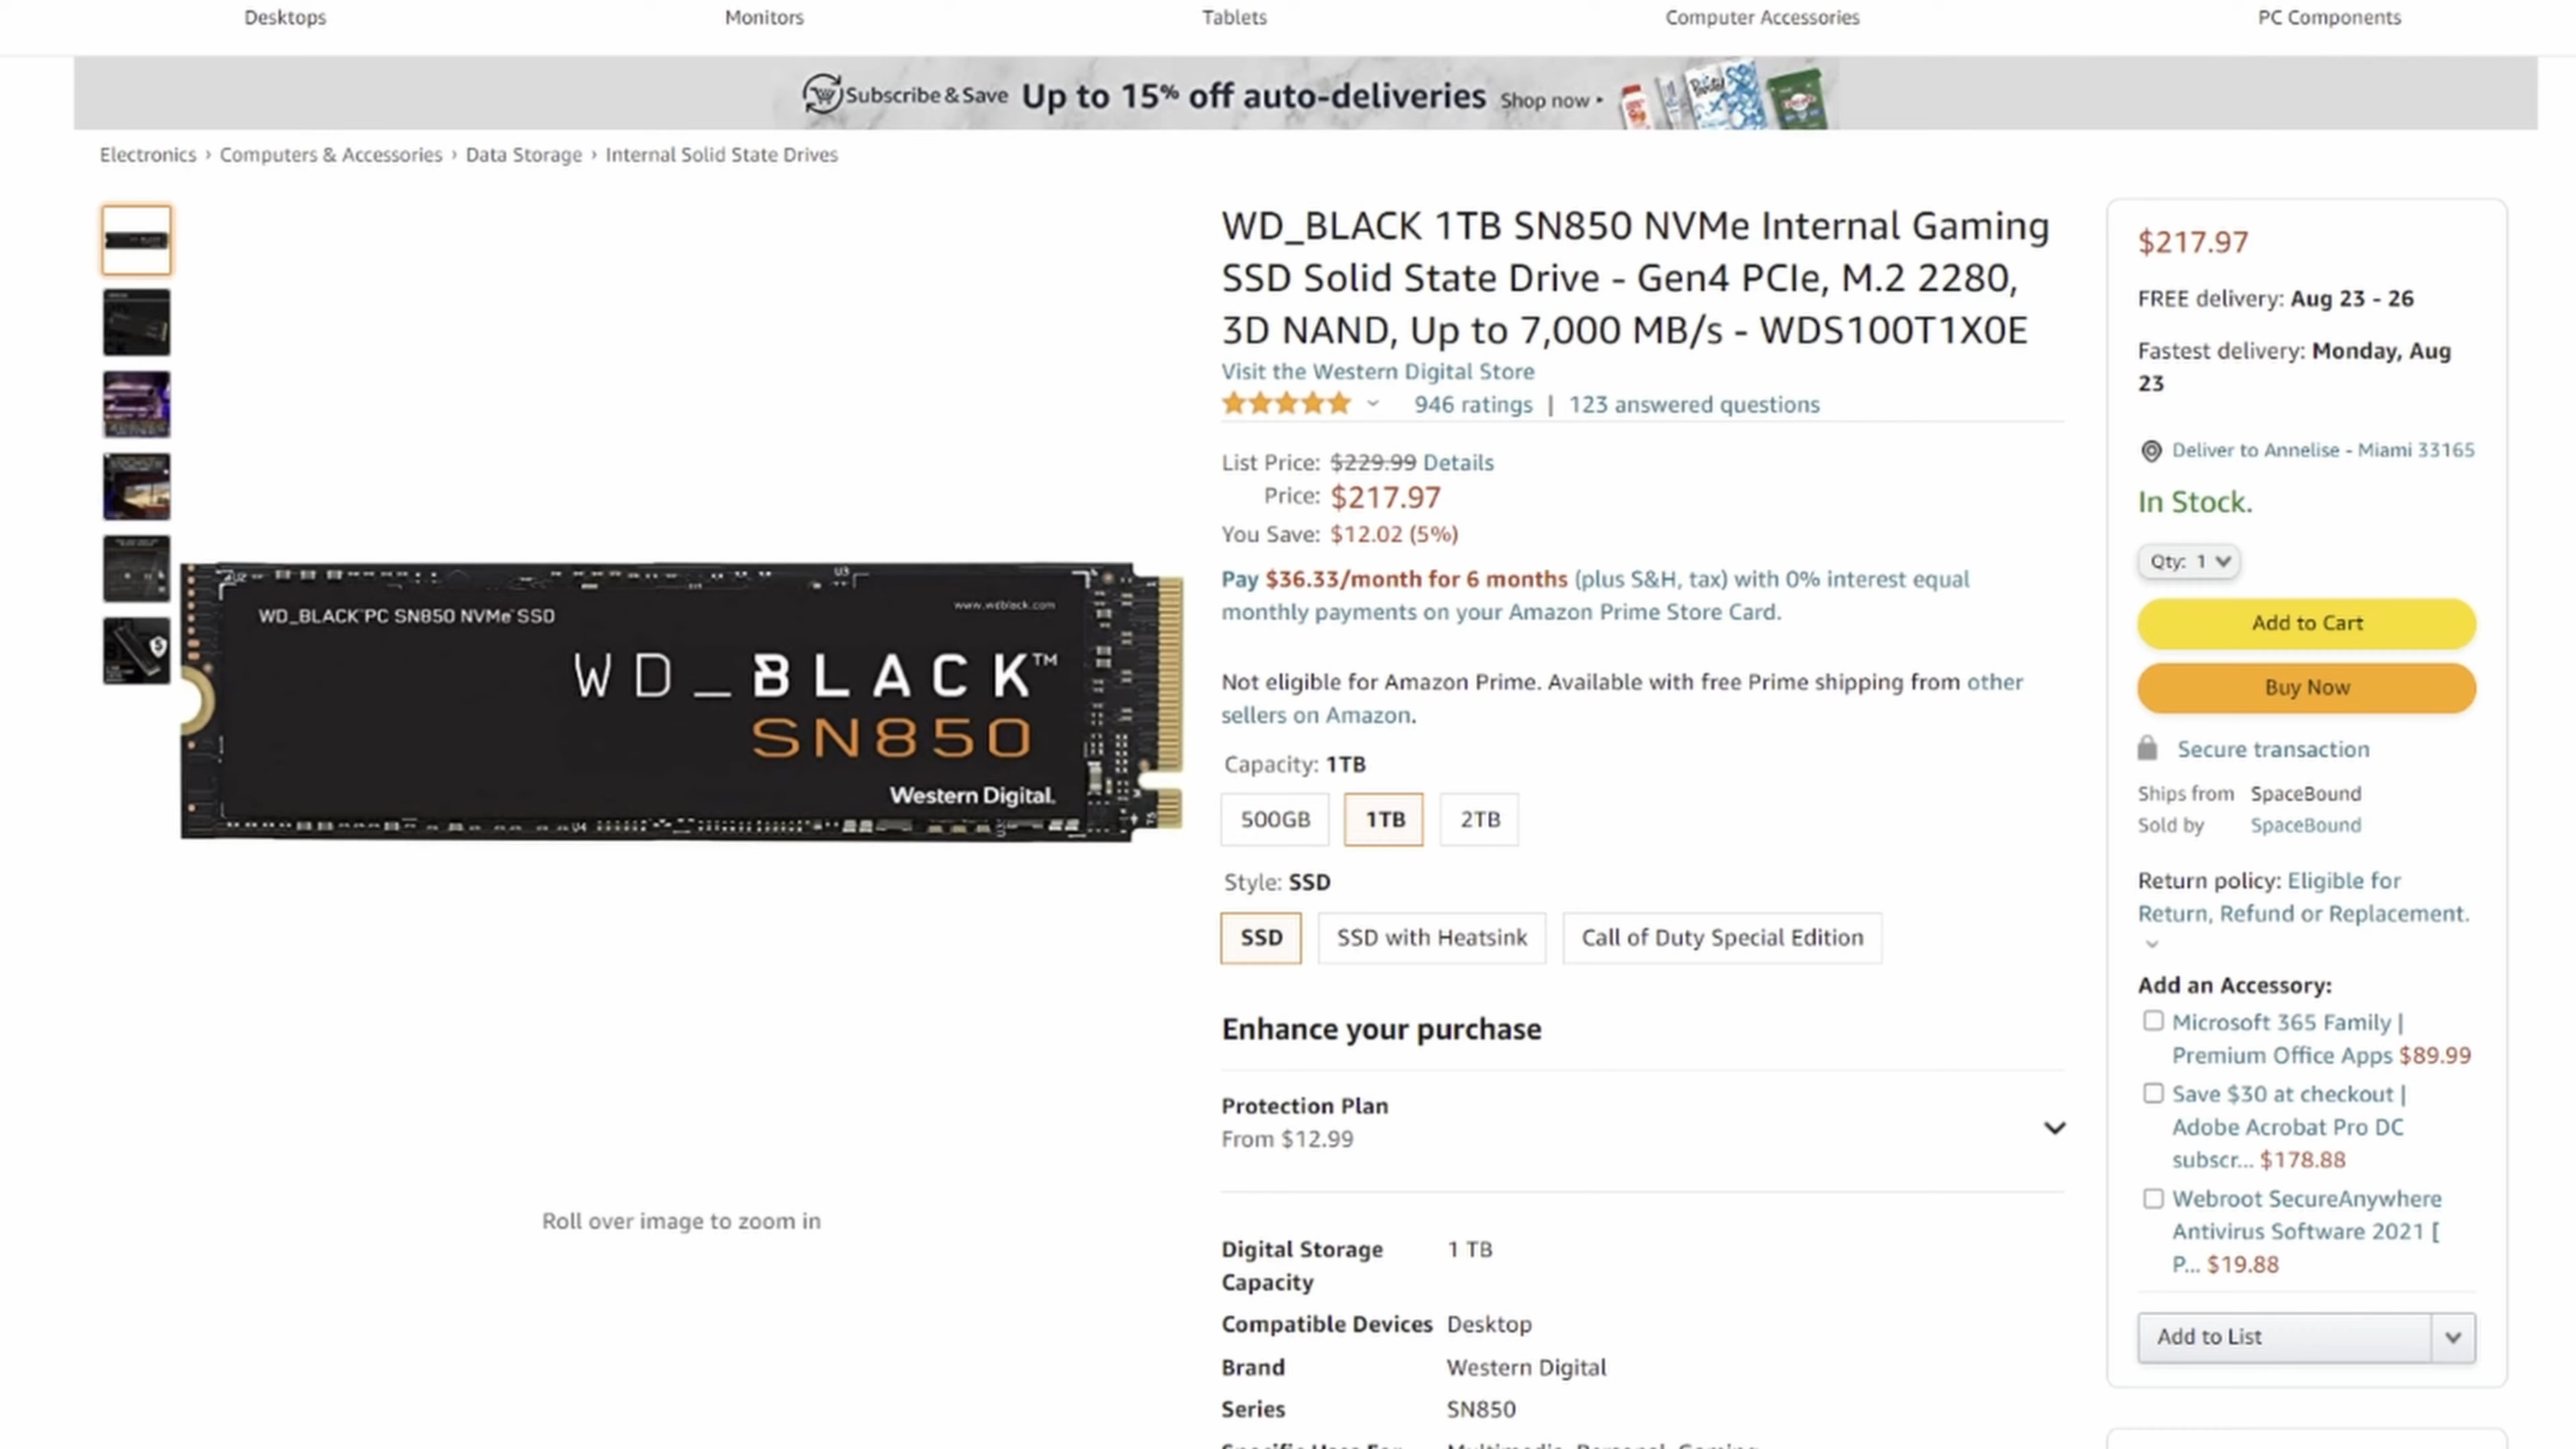 Desktops
Monitors
Tablets
Computer Accessories
PC Components
Subscribe & Save Up to 15% off auto-deliveries Shop now ▸
Electronics › Computers & Accessories › Data Storage › Internal Solid State Drives
WD_BLACK PC SN850 NVMe SSD
www.wdblack.com
WD_BLACK™
SN850
Western Digital.
Roll over image to zoom in
WD_BLACK 1TB SN850 NVMe Internal Gaming
SSD Solid State Drive - Gen4 PCIe, M.2 2280,
3D NAND, Up to 7,000 MB/s - WDS100T1X0E
Visit the Western Digital Store
946 ratings | 123 answered questions
List Price: $229.99 Details
Price: $217.97
You Save: $12.02 (5%)
Pay $36.33/month for 6 months (plus S&H, tax) with 0% interest equal
monthly payments on your Amazon Prime Store Card.
Not eligible for Amazon Prime. Available with free Prime shipping from other
sellers on Amazon.
Capacity: 1TB
500GB 1TB 2TB
Style: SSD
SSD SSD with Heatsink Call of Duty Special Edition
Enhance your purchase
Protection Plan
From $12.99
Digital Storage 1 TB
Capacity
Compatible Devices Desktop
Brand Western Digital
Series SN850
$217.97
FREE delivery: Aug 23 - 26
Fastest delivery: Monday, Aug
23
Deliver to Annelise - Miami 33165
In Stock.
Qty: 1
Add to Cart
Buy Now
Secure transaction
Ships from SpaceBound
Sold by SpaceBound
Return policy: Eligible for
Return, Refund or Replacement.
Add an Accessory:
Microsoft 365 Family |
Premium Office Apps $89.99
Save $30 at checkout |
Adobe Acrobat Pro DC
subscr... $178.88
Webroot SecureAnywhere
Antivirus Software 2021 [
P... $19.88
Add to List